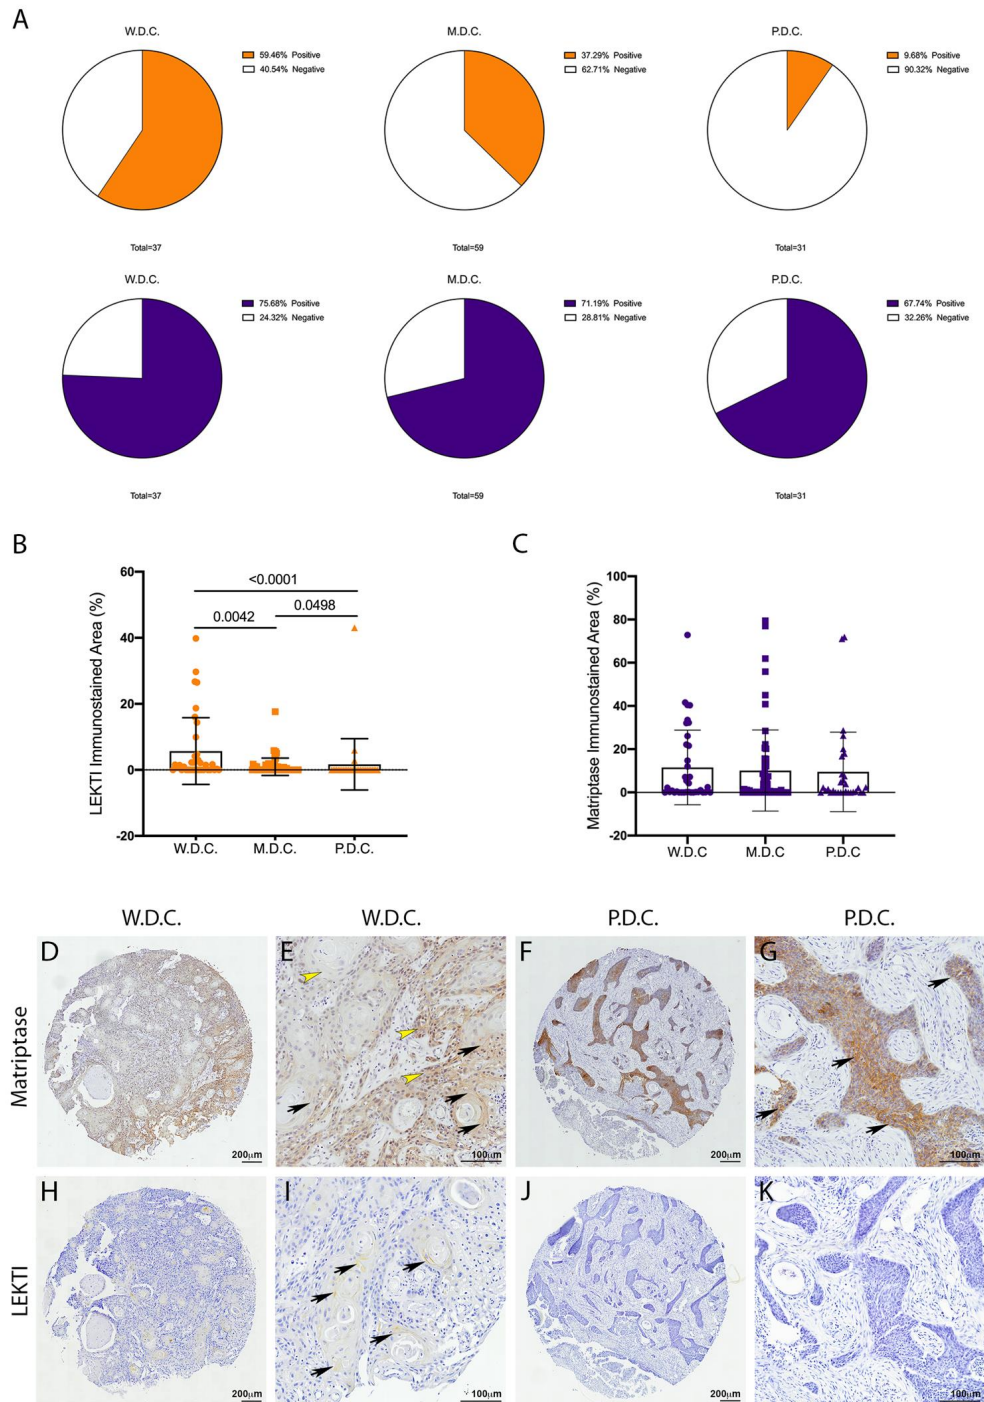 A
W.D.C.
59.46% Positive
40.54% Negative
Total=37
M.D.C.
37.29% Positive
62.71% Negative
Total=59
P.D.C.
9.68% Positive
90.32% Negative
Total=31
W.D.C.
75.68% Positive
24.32% Negative
Total=37
M.D.C.
71.19% Positive
28.81% Negative
Total=59
P.D.C.
67.74% Positive
32.26% Negative
Total=31
B
LEKTI Immunostained Area (%)
60
40
20
0
-20
<0.0001
0.0042
0.0498
W.D.C.
M.D.C.
P.D.C.
C
Matriptase Immunostained Area (%)
100
80
60
40
20
0
-20
W.D.C
M.D.C
P.D.C
W.D.C.
W.D.C.
P.D.C.
P.D.C.
Matriptase
D
200µm
E
100µm
F
200µm
G
100µm
LEKTI
H
200µm
I
100µm
J
200µm
K
100µm